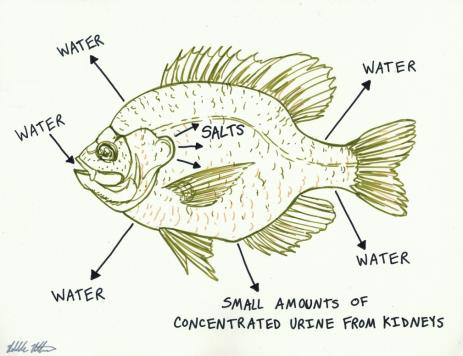 WATER
WATER
WATER
SALTS
WATER
WATER
SMALL AMOUNTS OF
CONCENTRATED URINE FROM KIDNEYS